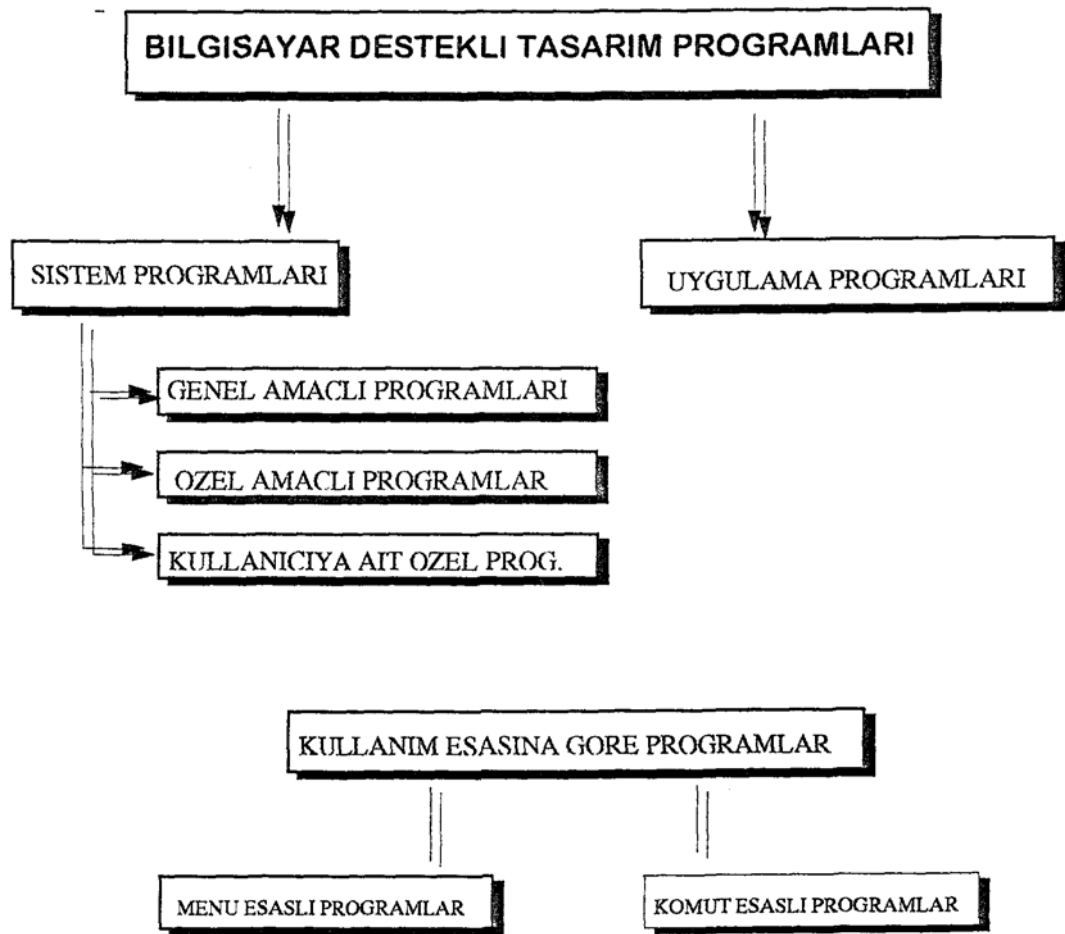 BILGISAYAR DESTEKLI TASARIM PROGRAMLARI
SISTEM PROGRAMLARI
UYGULAMA PROGRAMLARI
GENEL AMACLI PROGRAMLARI
OZEL AMACLI PROGRAMLAR
KULLANICIYA AIT OZEL PROG.
KULLANIM ESASINA GORE PROGRAMLAR
MENU ESASLI PROGRAMLAR
KOMUT ESASLI PROGRAMLAR